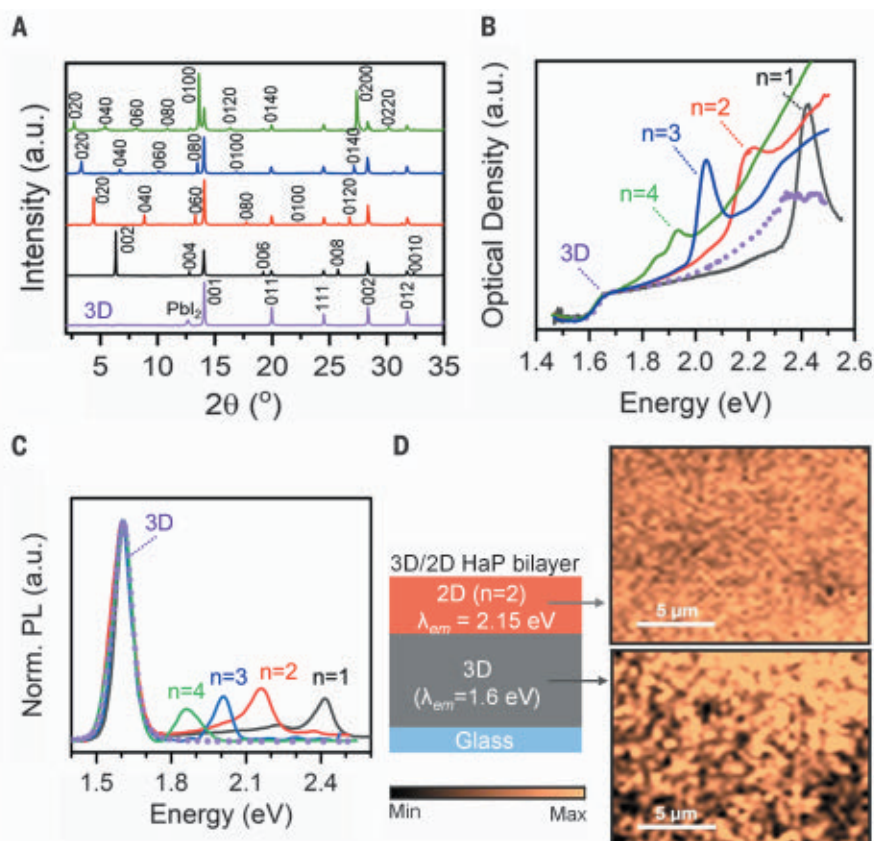 A
Intensity (a.u.)
020
040
060
080
0100
0120
0140
0200
0220
020
040
060
080
0100
0140
020
040
060
080
0100
0120
002
004
006
008
0010
3D
PbI₂
001
011
111
002
012
5 10 15 20 25 30 35
2θ (°)
B
Optical Density (a.u.)
n=1
n=2
n=3
n=4
3D
1.4 1.6 1.8 2.0 2.2 2.4 2.6
Energy (eV)
C
Norm. PL (a.u.)
3D
n=4
n=3
n=2
n=1
1.5 1.8 2.1 2.4
Energy (eV)
D
3D/2D HaP bilayer
2D (n=2)
λem = 2.15 eV
3D
(λem=1.6 eV)
Glass
Min Max
5 µm
5 µm